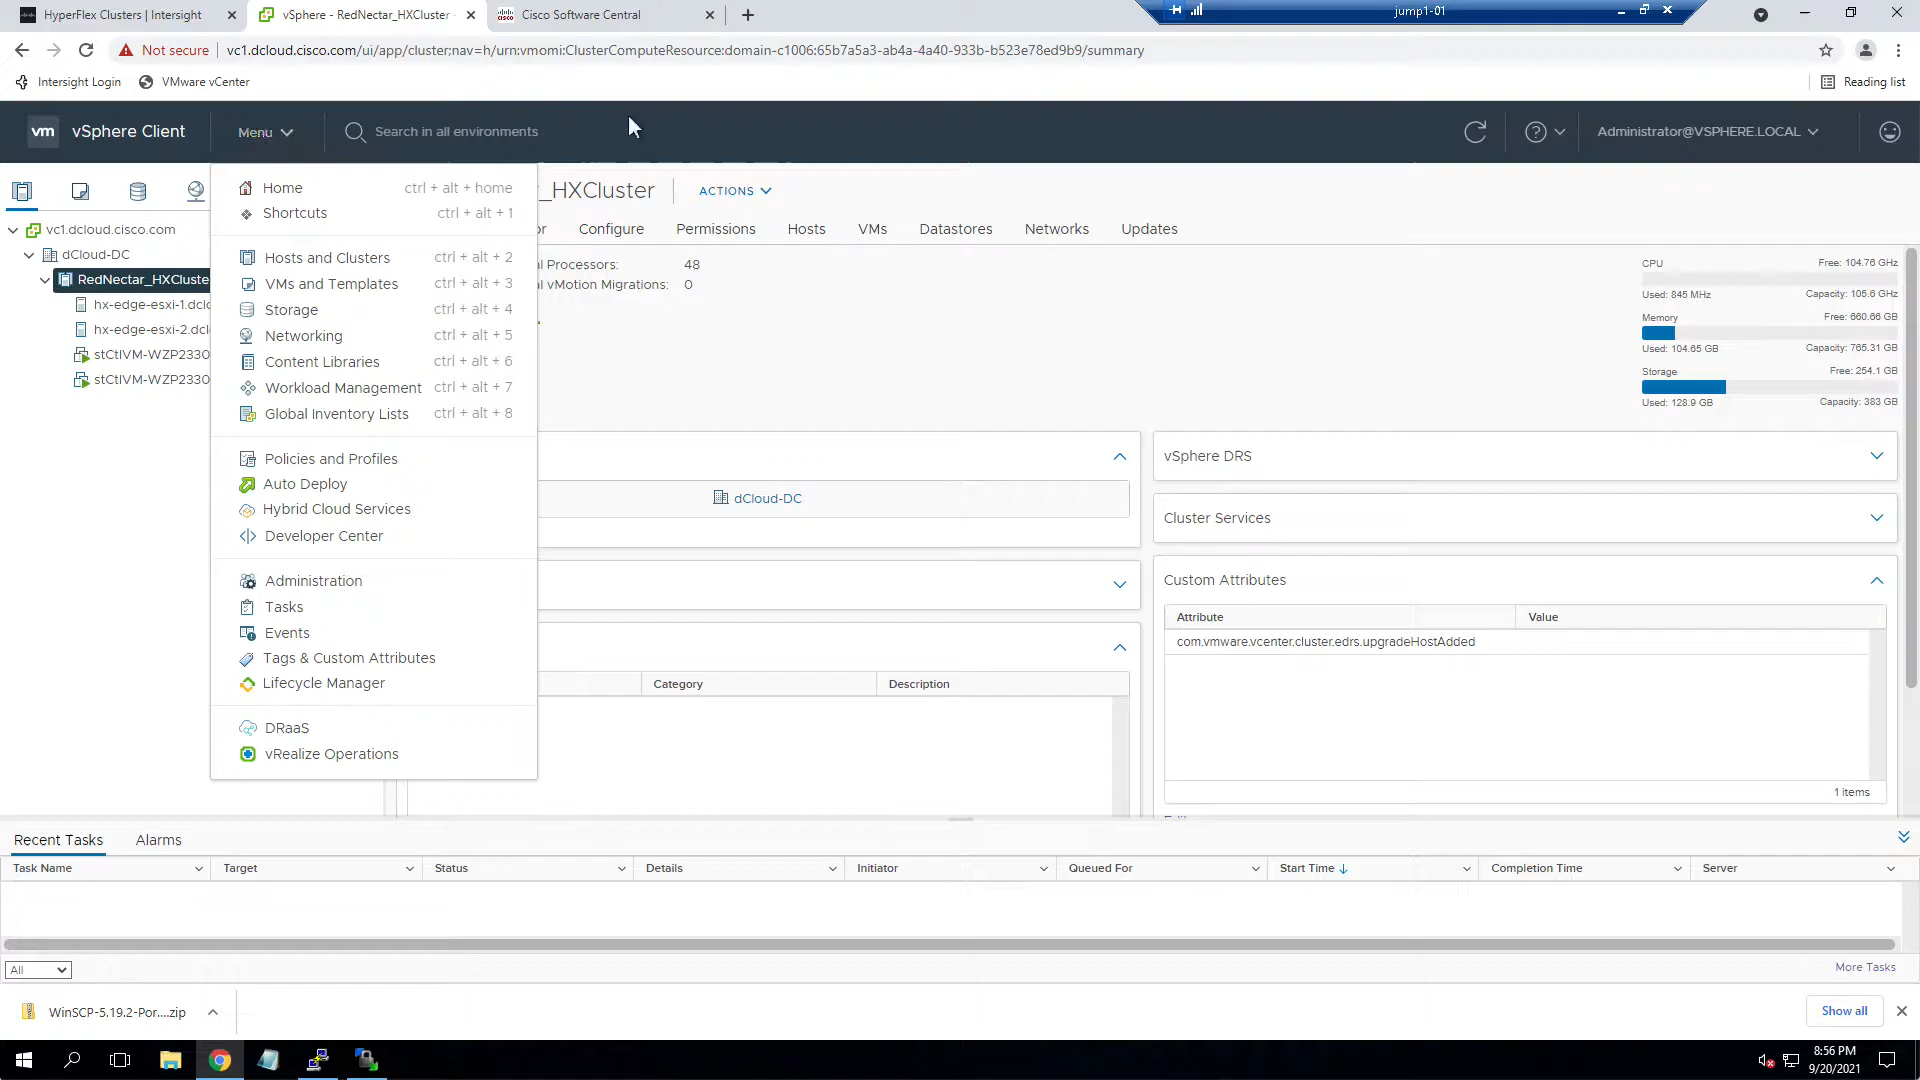 HyperFlex Clusters | Intersight
vSphere - RedNectar_HXCluster -
Cisco Software Central
jump1-01
Not secure
vc1.dcloud.cisco.com/ui/app/cluster;nav=h/urn:vmomi:ClusterComputeResource:domain-c1006:65b7a5a3-ab4a-4a40-933b-b523e78ed9b9/summary
Intersight Login
VMware vCenter
Reading list
vm vSphere Client
Menu
Search in all environments
Administrator@VSPHERE.LOCAL
vc1.dcloud.cisco.com
dCloud-DC
RedNectar_HXCluste
hx-edge-esxi-1.dclo
hx-edge-esxi-2.dcl
stCtlVM-WZP2330
stCtlVM-WZP2330
Home ctrl + alt + home
Shortcuts ctrl + alt + 1
Hosts and Clusters ctrl + alt + 2
VMs and Templates ctrl + alt + 3
Storage ctrl + alt + 4
Networking ctrl + alt + 5
Content Libraries ctrl + alt + 6
Workload Management ctrl + alt + 7
Global Inventory Lists ctrl + alt + 8
Policies and Profiles
Auto Deploy
Hybrid Cloud Services
Developer Center
Administration
Tasks
Events
Tags & Custom Attributes
Lifecycle Manager
DRaaS
vRealize Operations
_HXCluster
ACTIONS
or Configure Permissions Hosts VMs Datastores Networks Updates
l Processors: 48
l vMotion Migrations: 0
CPU Free: 104.76 GHz
Used: 845 MHz Capacity: 105.6 GHz
Memory Free: 660.66 GB
Used: 104.65 GB Capacity: 765.31 GB
Storage Free: 254.1 GB
Used: 128.9 GB Capacity: 383 GB
dCloud-DC
Category Description
vSphere DRS
Cluster Services
Custom Attributes
Attribute Value
com.vmware.vcenter.cluster.edrs.upgradeHostAdded
1 items
Recent Tasks Alarms
Task Name Target Status Details Initiator Queued For Start Time Completion Time Server
All
More Tasks
WinSCP-5.19.2-Por....zip
Show all
8:56 PM
9/20/2021